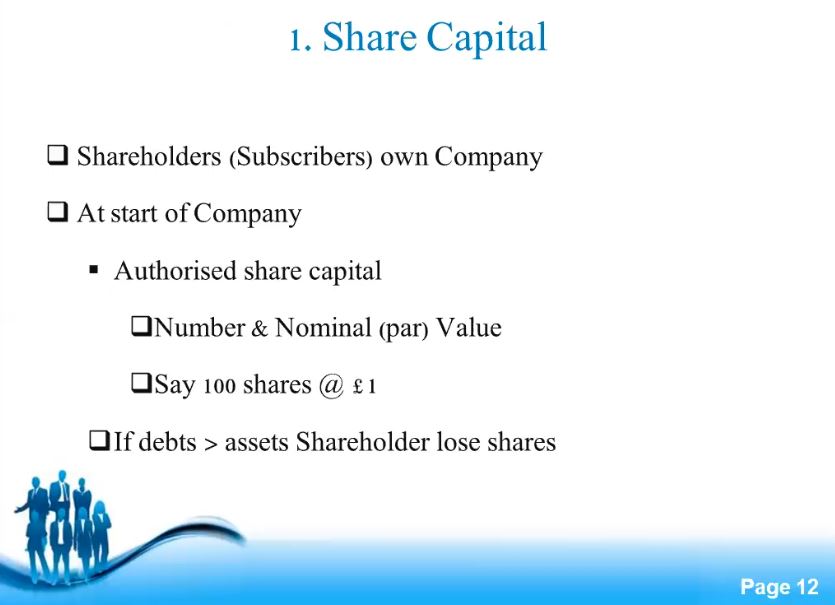 1. Share Capital
Shareholders (Subscribers) own Company
At start of Company
Authorised share capital
Number & Nominal (par) Value
Say 100 shares @ £1
If debts > assets Shareholder lose shares
Page 12